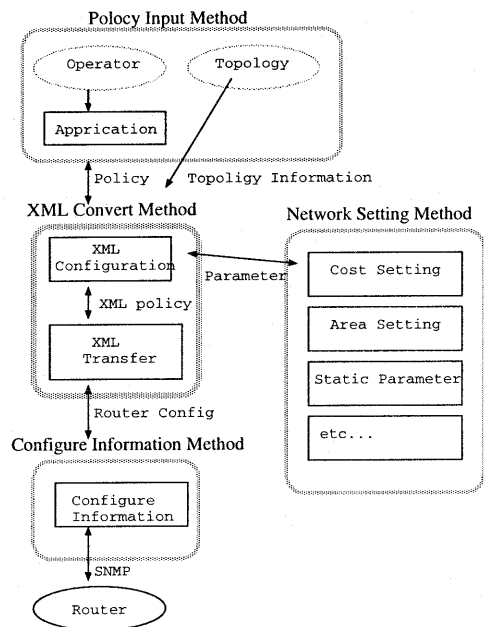 Polocy Input Method
Operator
Topology
Apprication
Policy
Topoligy Information
XML Convert Method
Network Setting Method
XML
Configuration
Parameter
Cost Setting
XML policy
Area Setting
XML
Transfer
Static Parameter
Router Config
etc...
Configure Information Method
Configure
Information
SNMP
Router